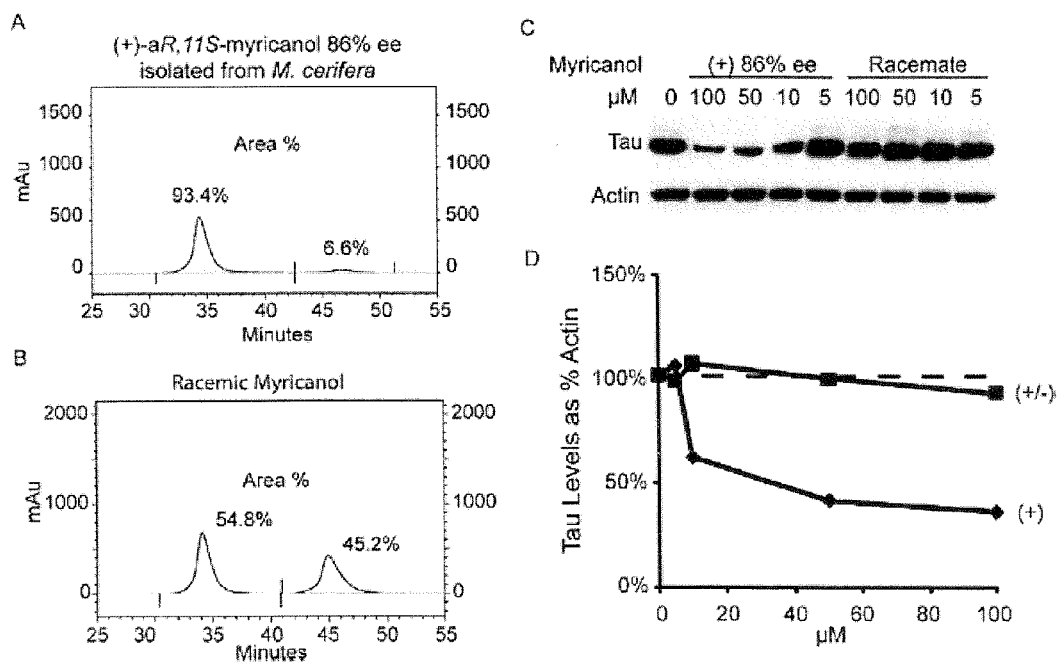 A
(+)-aR,11S-myricanol 86% ee
isolated from M. cerifera
1500 1500
Area %
1000 1000
mAu
93.4%
500 500
6.6%
0 0
25 30 35 40 45 50 55
Minutes
B
Racemic Myricanol
2000 2000
Area %
mAu
1000 1000
54.8%
45.2%
0 0
25 30 35 40 45 50 55
Minutes
C
Myricanol (+) 86% ee Racemate
µM 0 100 50 10 5 100 50 10 5
Tau
Actin
D
150%
100%
(+/-)
Tau Levels as % Actin
50%
(+)
0%
0 20 40 60 80 100
µM